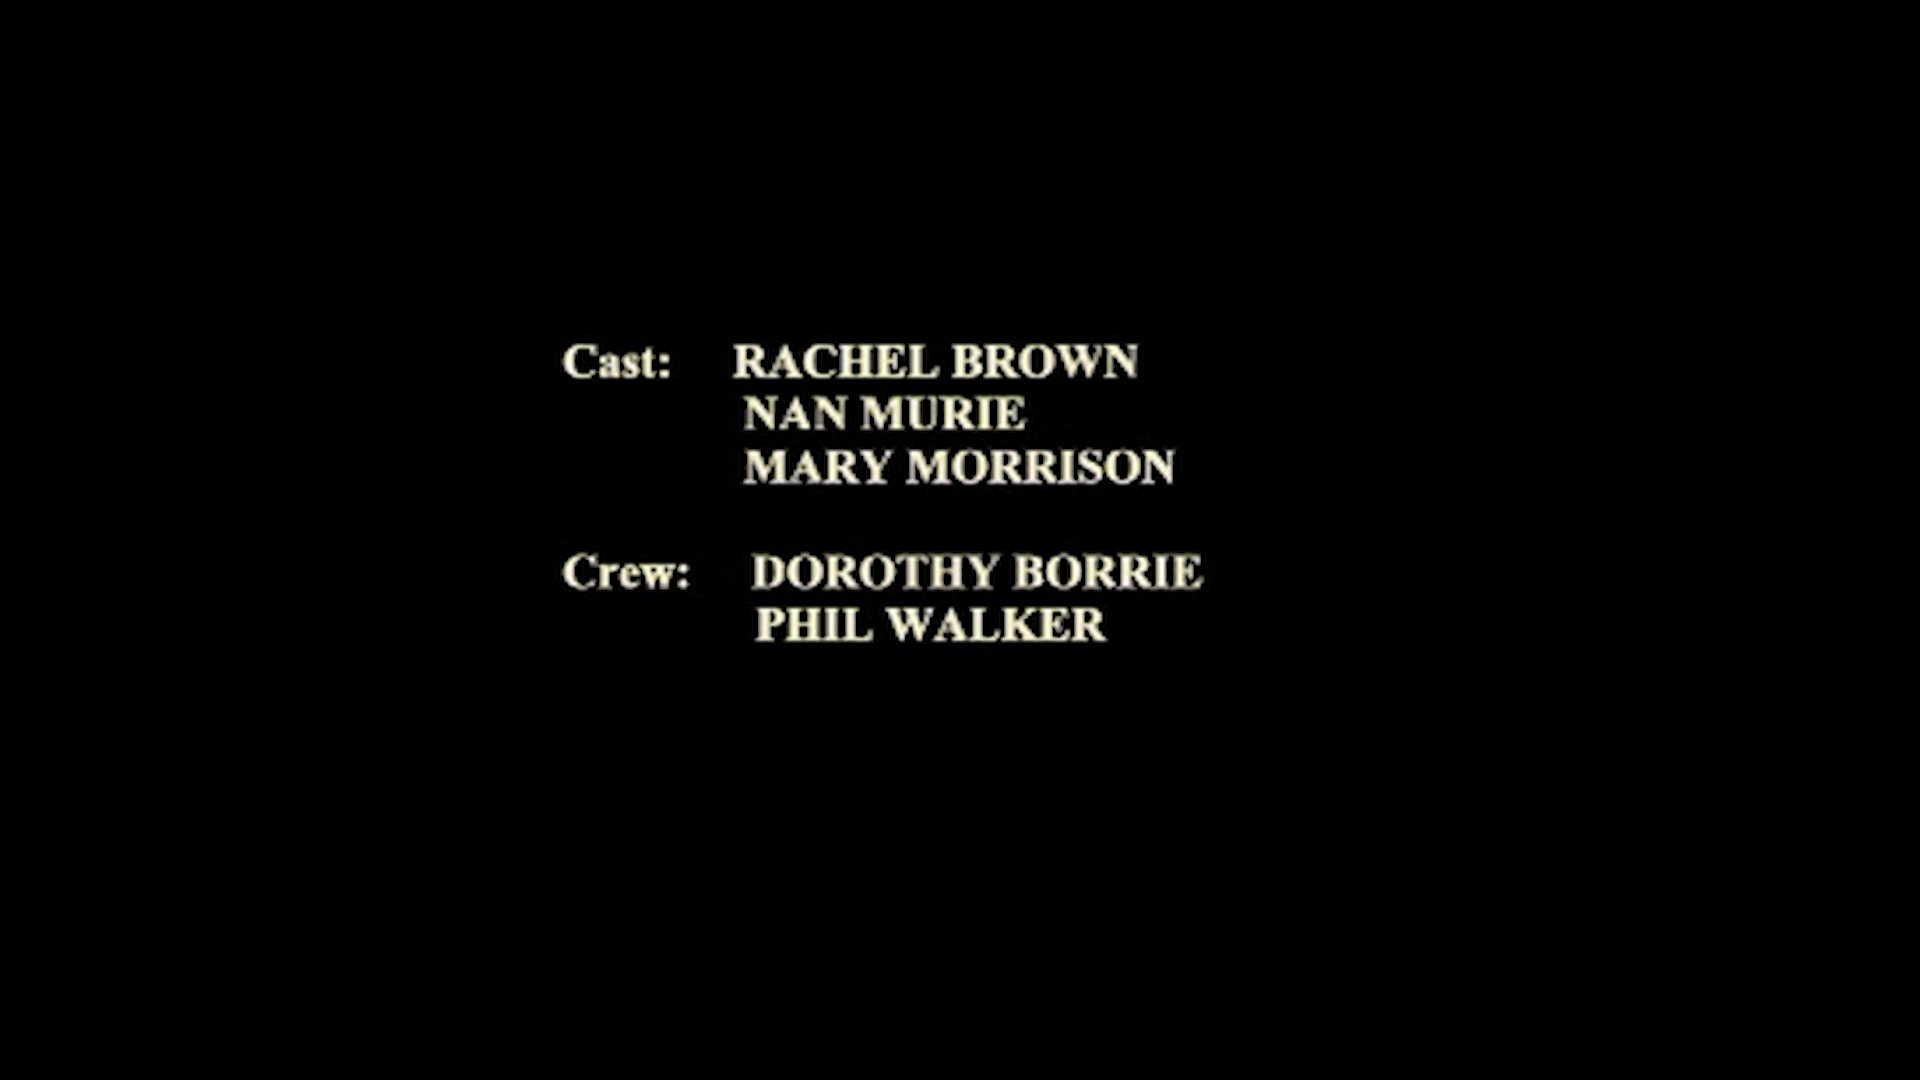 Cast: RACHEL BROWN
NAN MURIE
MARY MORRISON
Crew: DOROTHY BORRIE
PHIL WALKER